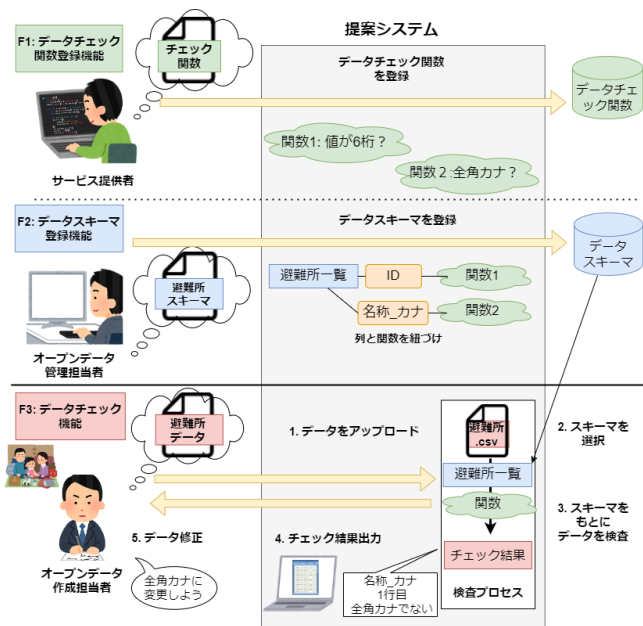 提案システム
F1: データチェック
関数登録機能
チェック
関数
データチェック関数
を登録
データチェ
ック関数
関数1: 値が6桁？
関数２:全角カナ？
サービス提供者
F2: データスキーマ
登録機能
データスキーマを登録
データ
スキーマ
避難所
スキーマ
避難所一覧
ID
関数1
名称_カナ
関数2
列と関数を紐づけ
オープンデータ
管理担当者
F3: データチェック
機能
避難所
データ
1. データをアップロード
避難所
.csv
2. スキーマを
選択
避難所一覧
関数
3. スキーマを
もとに
データを検査
5. データ修正
4. チェック結果出力
チェック結果
全角カナに
変更しよう
名称_カナ
1行目
全角カナでない
検査プロセス
オープンデータ
作成担当者